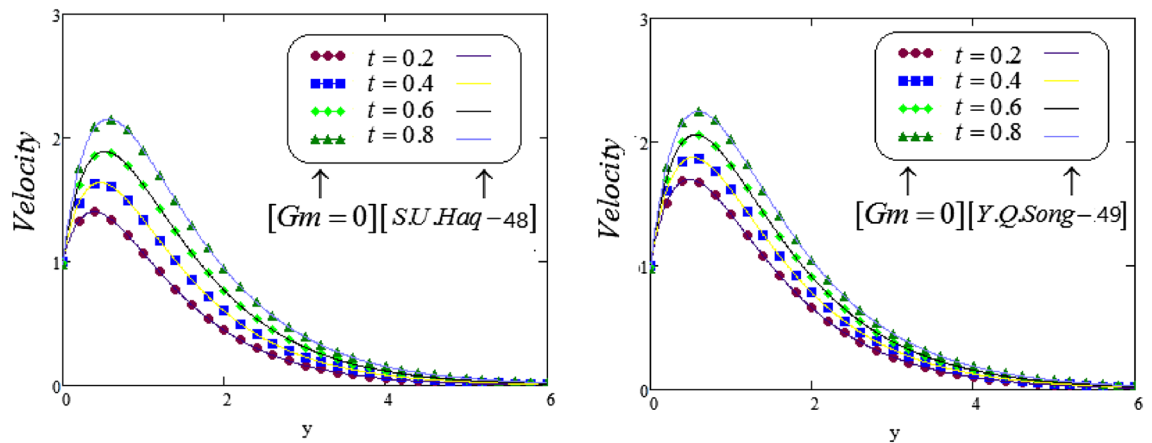 3
t = 0.2
t = 0.4
t = 0.6
t = 0.8
2
Velocity
[Gm = 0][S.U.Haq-48]
1
0
0 2 4 6
y
3
t = 0.2
t = 0.4
t = 0.6
t = 0.8
2
Velocity
[Gm = 0][Y.Q.Song-49]
1
0
0 2 4 6
y